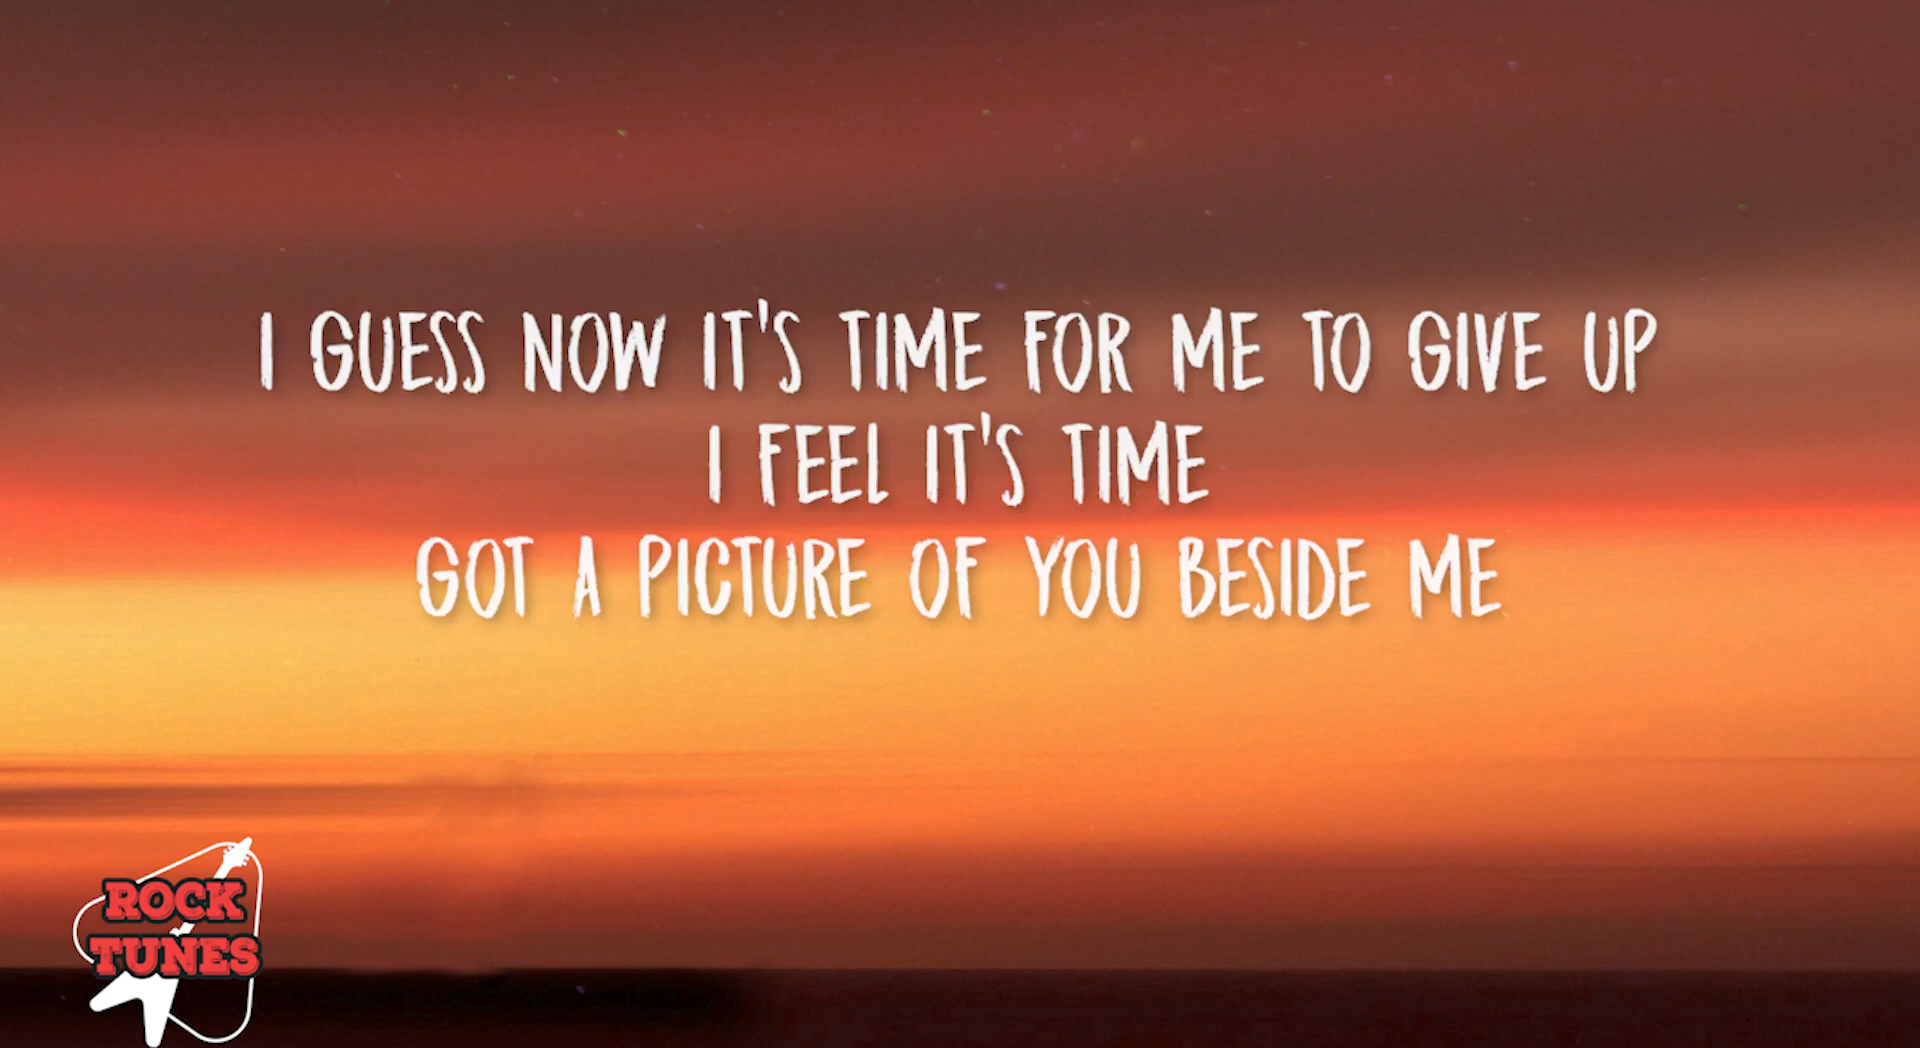 I GUESS NOW IT'S TIME FOR ME TO GIVE UP
I FEEL IT'S TIME
GOT A PICTURE OF YOU BESIDE ME
ROCK
TUNES